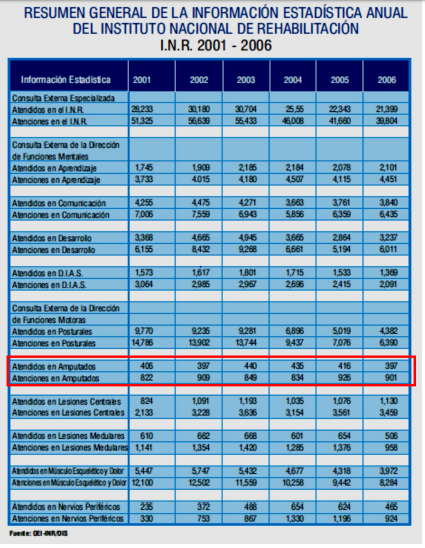 RESUMEN GENERAL DE LA INFORMACIÓN ESTADÍSTICA ANUAL
DEL INSTITUTO NACIONAL DE REHABILITACIÓN
I.N.R. 2001 - 2006
Información Estadística 2001 2002 2003 2004 2005 2006
Consulta Externa Especializada
Atendidos en el I.N.R. 28,233 30,180 30,704 25,55 22,343 21,399
Atenciones en el I.N.R. 51,325 56,639 55,433 46,008 41,660 39,804
Consulta Externa de la Dirección
de Funciones Mentales
Atendidos en Aprendizaje 1,745 1,909 2,185 2,184 2,078 2,101
Atenciones en Aprendizaje 3,733 4,015 4,180 4,507 4,115 4,451
Atendidos en Comunicación 4,255 4,475 4,271 3,663 3,761 3,840
Atenciones en Comunicación 7,006 7,559 6,943 5,856 6,359 6,435
Atendidos en Desarrollo 3,368 4,665 4,945 3,665 2,864 3,237
Atenciones en Desarrollo 6,155 8,432 9,268 6,661 5,194 6,011
Atendidos en D.I.A.S. 1,573 1,617 1,801 1,715 1,533 1,369
Atenciones en D.I.A.S. 3,064 2,985 2,967 2,696 2,415 2,091
Consulta Externa de la Dirección
de Funciones Motoras
Atendidos en Posturales 9,770 9,235 9,281 6,896 5,019 4,382
Atenciones en Posturales 14,786 13,902 13,744 9,437 7,076 6,390
Atendidos en Amputados 406 397 440 435 416 397
Atenciones en Amputados 822 909 849 834 926 901
Atendidos en Lesiones Centrales 824 1,091 1,193 1,035 1,076 1,130
Atenciones en Lesiones Centrales 2,133 3,228 3,636 3,154 3,561 3,459
Atendidos en Lesiones Medulares 610 662 668 601 654 506
Atenciones en Lesiones Medulares 1,141 1,354 1,420 1,285 1,376 958
Atendidos en Músculo Esquelético y Dolor 5,447 5,747 5,432 4,677 4,318 3,972
Atenciones en Músculo Esquelético y Dolor 12,100 12,502 11,559 10,258 9,442 8,284
Atendidos en Nervios Periféricos 235 372 488 654 624 465
Atenciones en Nervios Periféricos 330 753 867 1,330 1,196 924
Fuente: OEI-INR/DIS